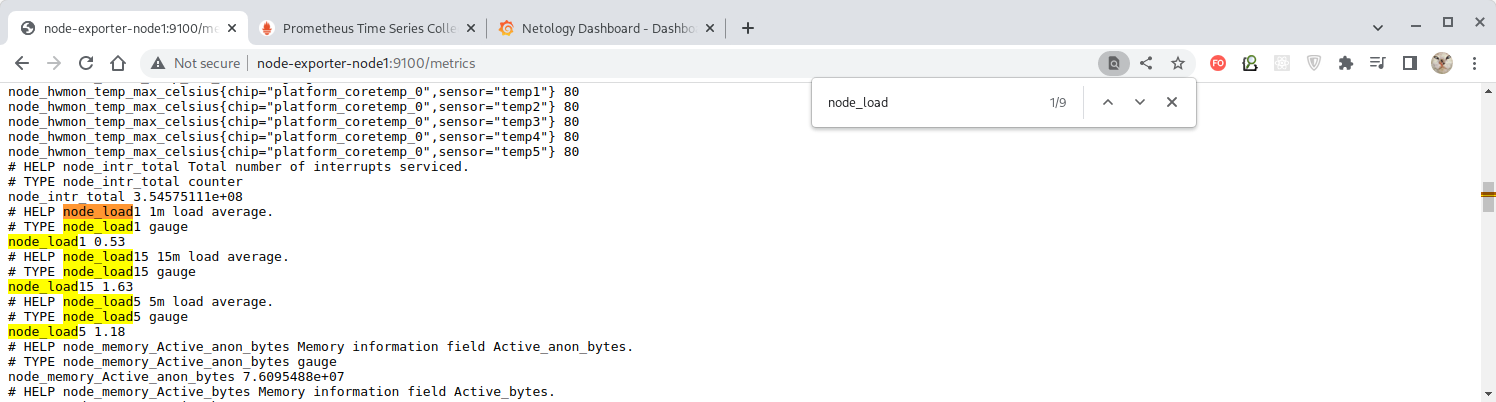 node-exporter-node1:9100/me
Prometheus Time Series Colle
Netology Dashboard - Dashbo
Not secure
node-exporter-node1:9100/metrics
FO
node_load
1/9
node_hwmon_temp_max_celsius{chip="platform_coretemp_0",sensor="temp1"} 80
node_hwmon_temp_max_celsius{chip="platform_coretemp_0",sensor="temp2"} 80
node_hwmon_temp_max_celsius{chip="platform_coretemp_0",sensor="temp3"} 80
node_hwmon_temp_max_celsius{chip="platform_coretemp_0",sensor="temp4"} 80
node_hwmon_temp_max_celsius{chip="platform_coretemp_0",sensor="temp5"} 80
# HELP node_intr_total Total number of interrupts serviced.
# TYPE node_intr_total counter
node_intr_total 3.54575111e+08
# HELP node_load1 1m load average.
# TYPE node_load1 gauge
node_load1 0.53
# HELP node_load15 15m load average.
# TYPE node_load15 gauge
node_load15 1.63
# HELP node_load5 5m load average.
# TYPE node_load5 gauge
node_load5 1.18
# HELP node_memory_Active_anon_bytes Memory information field Active_anon_bytes.
# TYPE node_memory_Active_anon_bytes gauge
node_memory_Active_anon_bytes 7.6095488e+07
# HELP node_memory_Active_bytes Memory information field Active_bytes.